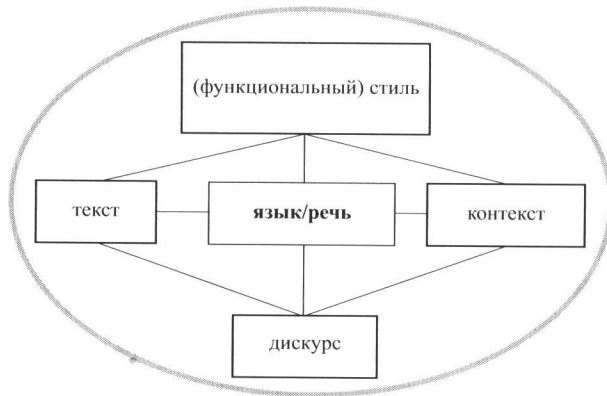 (функциональный) стиль
текст
язык/речь
контекст
дискурс